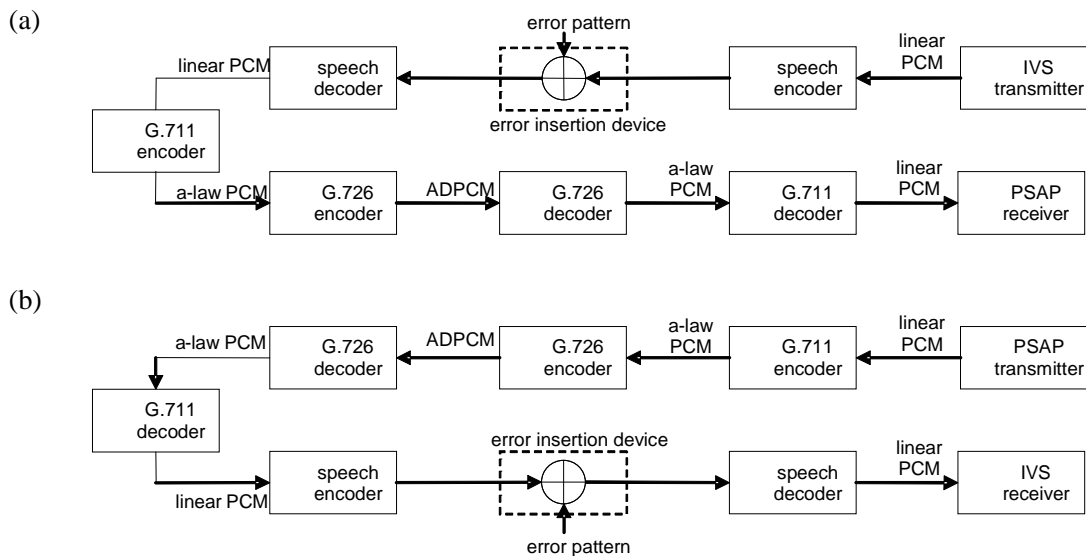 (a)
error pattern
linear PCM
speech
decoder
speech
encoder
linear
PCM
IVS
transmitter
error insertion device
G.711
encoder
a-law PCM
G.726
encoder
ADPCM
G.726
decoder
a-law
PCM
G.711
decoder
linear
PCM
PSAP
receiver
(b)
a-law PCM
G.726
decoder
ADPCM
G.726
encoder
a-law
PCM
G.711
encoder
linear
PCM
PSAP
transmitter
G.711
decoder
error insertion device
linear PCM
speech
encoder
speech
decoder
linear
PCM
IVS
receiver
error pattern